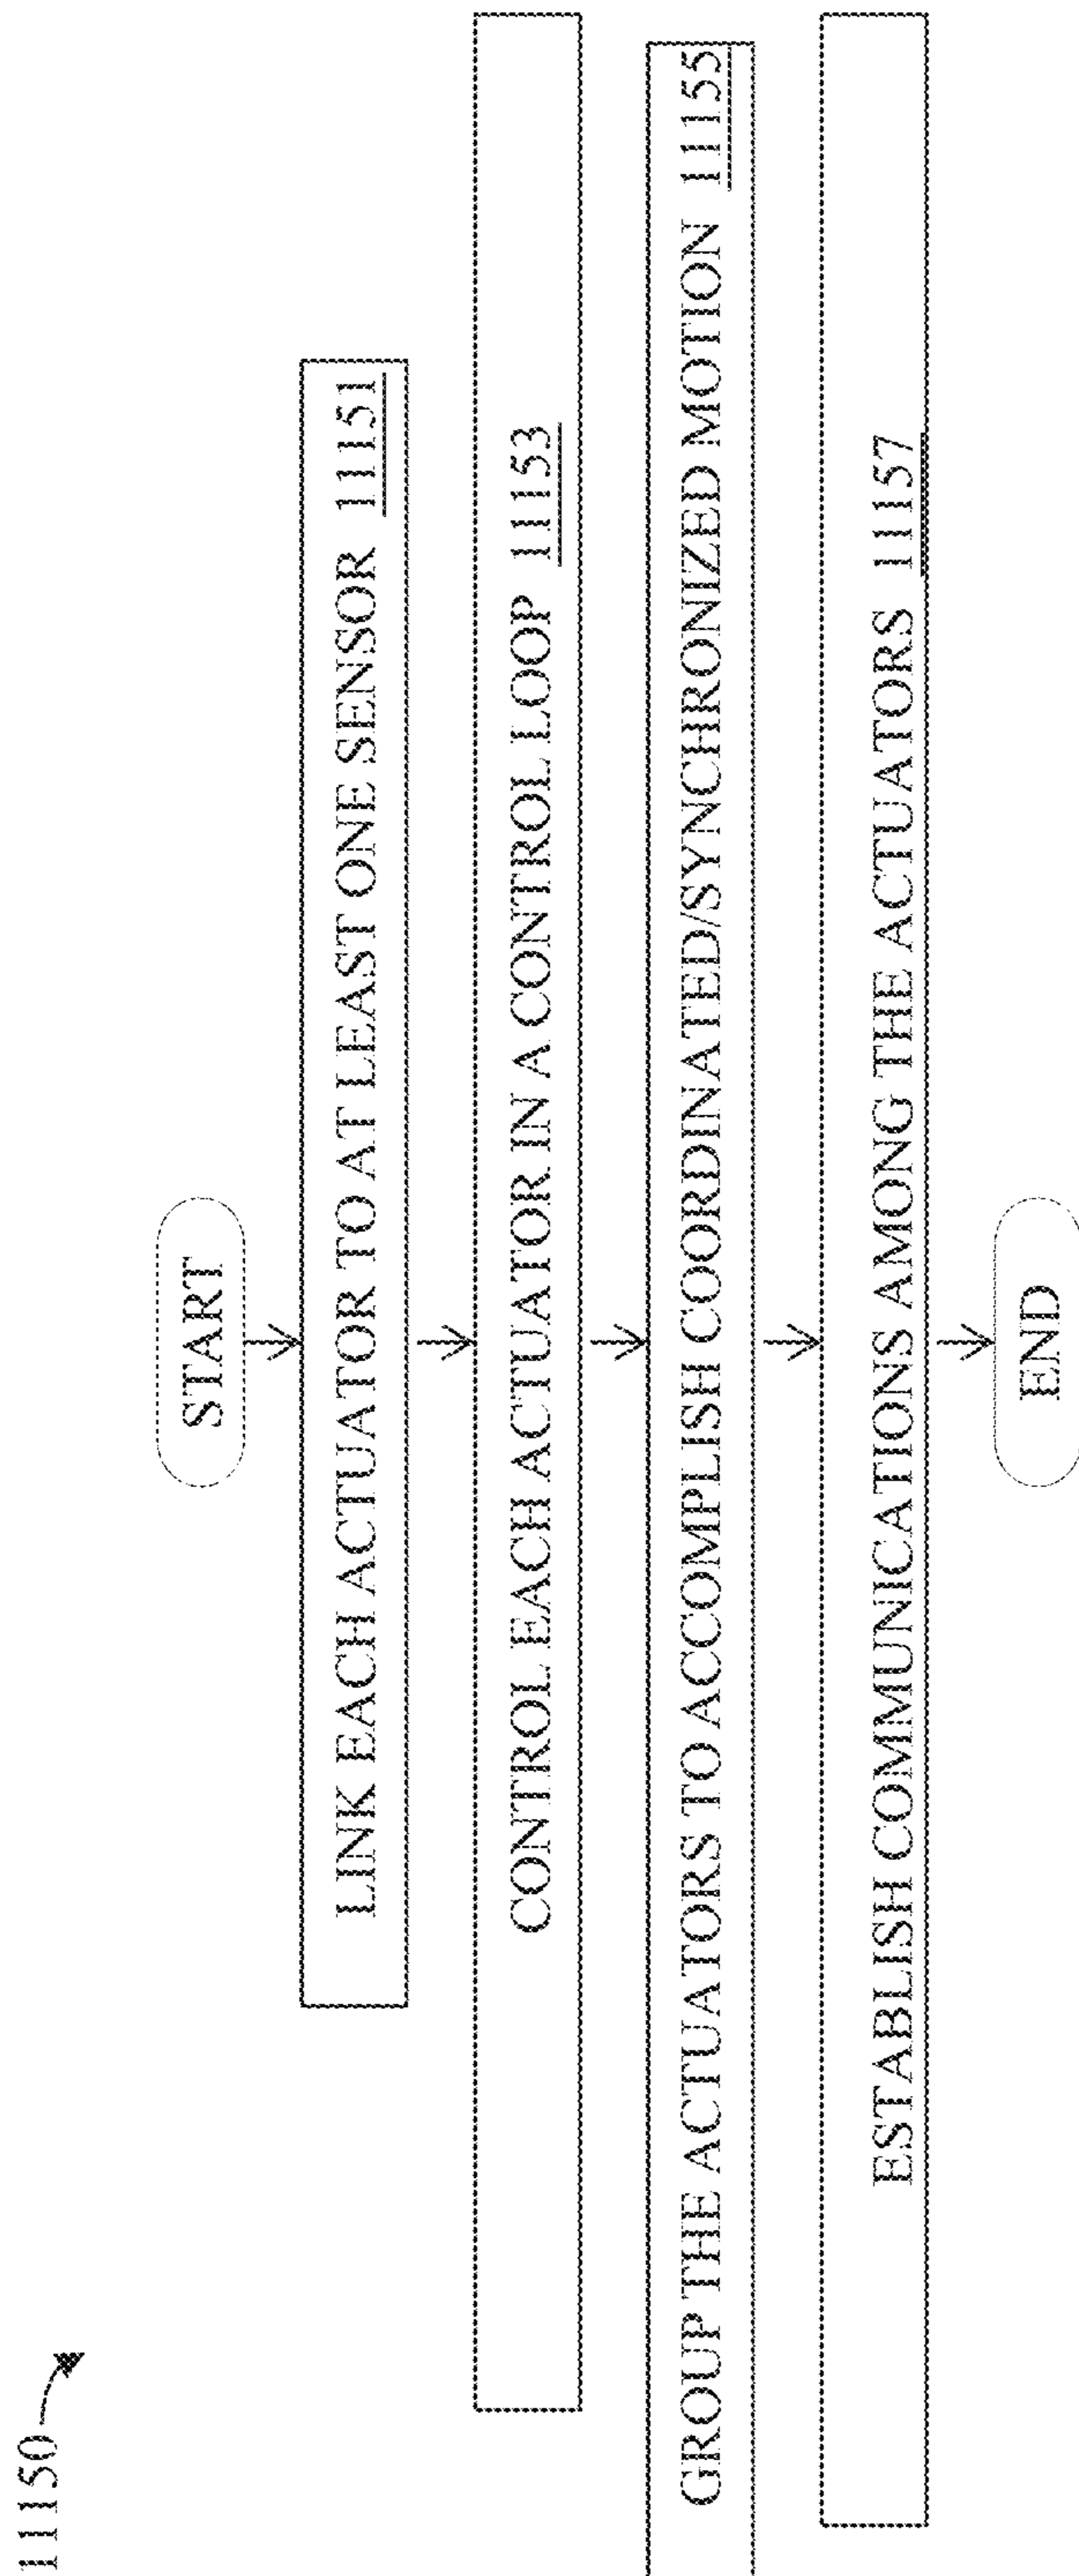 11150
START
LINK EACH ACTUATOR TO AT LEAST ONE SENSOR 11151
CONTROL EACH ACTUATOR IN A CONTROL LOOP 11153
GROUP THE ACTUATORS TO ACCOMPLISH COORDINATED/SYNCHRONIZED MOTION 11155
ESTABLISH COMMUNICATIONS AMONG THE ACTUATORS 11157
END